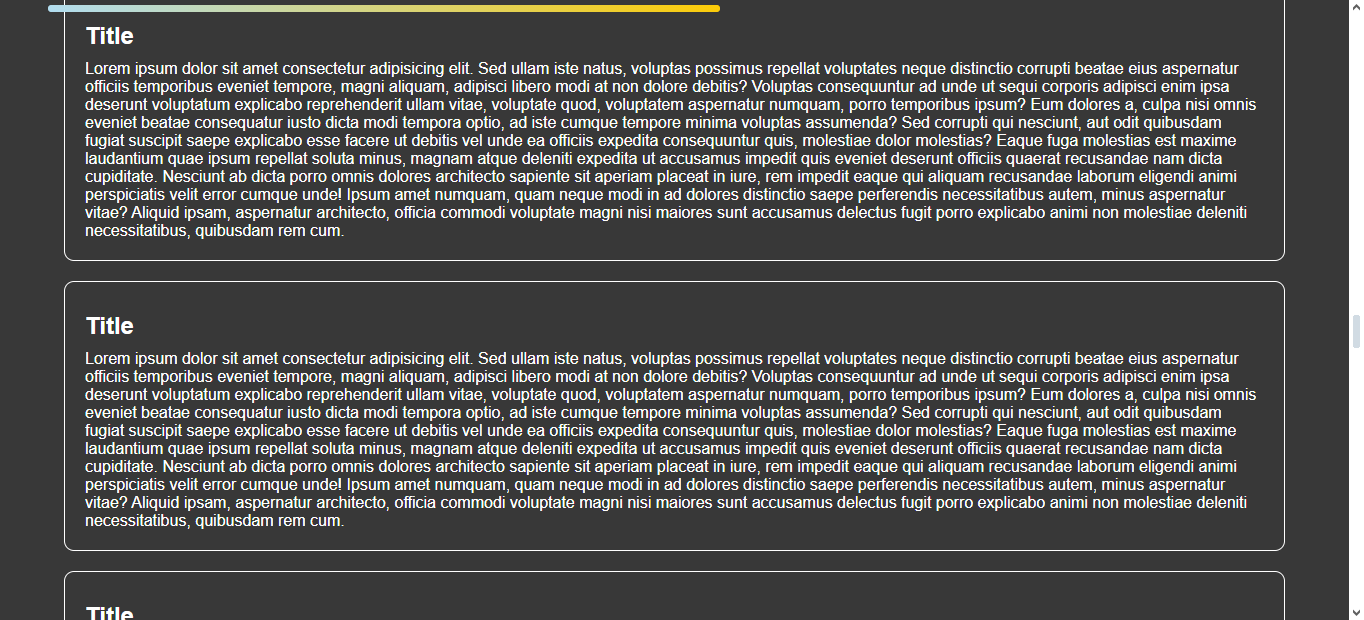 Title
Lorem ipsum dolor sit amet consectetur adipisicing elit. Sed ullam iste natus, voluptas possimus repellat voluptates neque distinctio corrupti beatae eius aspernatur
officiis temporibus eveniet tempore, magni aliquam, adipisci libero modi at non dolore debitis? Voluptas consequuntur ad unde ut sequi corporis adipisci enim ipsa
deserunt voluptatum explicabo reprehenderit ullam vitae, voluptate quod, voluptatem aspernatur numquam, porro temporibus ipsum? Eum dolores a, culpa nisi omnis
eveniet beatae consequatur iusto dicta modi tempora optio, ad iste cumque tempore minima voluptas assumenda? Sed corrupti qui nesciunt, aut odit quibusdam
fugiat suscipit saepe explicabo esse facere ut debitis vel unde ea officiis expedita consequuntur quis, molestiae dolor molestias? Eaque fuga molestias est maxime
laudantium quae ipsum repellat soluta minus, magnam atque deleniti expedita ut accusamus impedit quis eveniet deserunt officiis quaerat recusandae nam dicta
cupiditate. Nesciunt ab dicta porro omnis dolores architecto sapiente sit aperiam placeat in iure, rem impedit eaque qui aliquam recusandae laborum eligendi animi
perspiciatis velit error cumque unde! Ipsum amet numquam, quam neque modi in ad dolores distinctio saepe perferendis necessitatibus autem, minus aspernatur
vitae? Aliquid ipsam, aspernatur architecto, officia commodi voluptate magni nisi maiores sunt accusamus delectus fugit porro explicabo animi non molestiae deleniti
necessitatibus, quibusdam rem cum.
Title
Lorem ipsum dolor sit amet consectetur adipisicing elit. Sed ullam iste natus, voluptas possimus repellat voluptates neque distinctio corrupti beatae eius aspernatur
officiis temporibus eveniet tempore, magni aliquam, adipisci libero modi at non dolore debitis? Voluptas consequuntur ad unde ut sequi corporis adipisci enim ipsa
deserunt voluptatum explicabo reprehenderit ullam vitae, voluptate quod, voluptatem aspernatur numquam, porro temporibus ipsum? Eum dolores a, culpa nisi omnis
eveniet beatae consequatur iusto dicta modi tempora optio, ad iste cumque tempore minima voluptas assumenda? Sed corrupti qui nesciunt, aut odit quibusdam
fugiat suscipit saepe explicabo esse facere ut debitis vel unde ea officiis expedita consequuntur quis, molestiae dolor molestias? Eaque fuga molestias est maxime
laudantium quae ipsum repellat soluta minus, magnam atque deleniti expedita ut accusamus impedit quis eveniet deserunt officiis quaerat recusandae nam dicta
cupiditate. Nesciunt ab dicta porro omnis dolores architecto sapiente sit aperiam placeat in iure, rem impedit eaque qui aliquam recusandae laborum eligendi animi
perspiciatis velit error cumque unde! Ipsum amet numquam, quam neque modi in ad dolores distinctio saepe perferendis necessitatibus autem, minus aspernatur
vitae? Aliquid ipsam, aspernatur architecto, officia commodi voluptate magni nisi maiores sunt accusamus delectus fugit porro explicabo animi non molestiae deleniti
necessitatibus, quibusdam rem cum.
Title